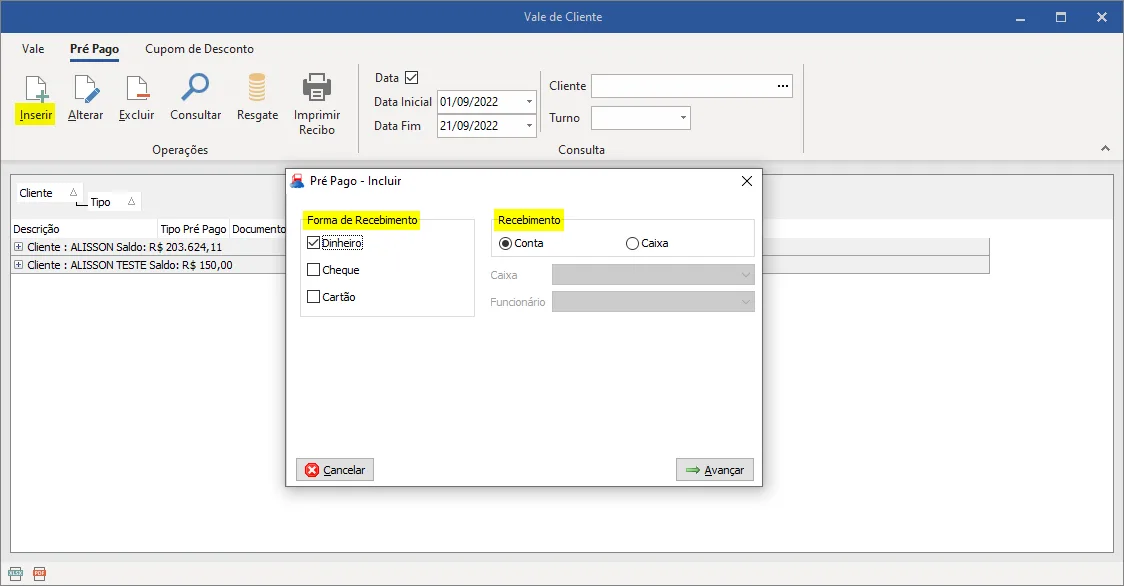 Vale de Cliente
Vale Pré Pago Cupom de Desconto
Inserir Alterar Excluir Consultar Resgate Imprimir Recibo
Operações
Data
Data Inicial 01/09/2022
Data Fim 21/09/2022
Cliente ...
Turno
Consulta
Cliente
Tipo
Descrição Tipo Pré Pago Documento
Cliente : ALISSON Saldo: R$ 203.624,11
Cliente : ALISSON TESTE Saldo: R$ 150,00
Pré Pago - Incluir
Forma de Recebimento
Dinheiro
Cheque
Cartão
Recebimento
Conta Caixa
Caixa
Funcionário
Cancelar Avançar